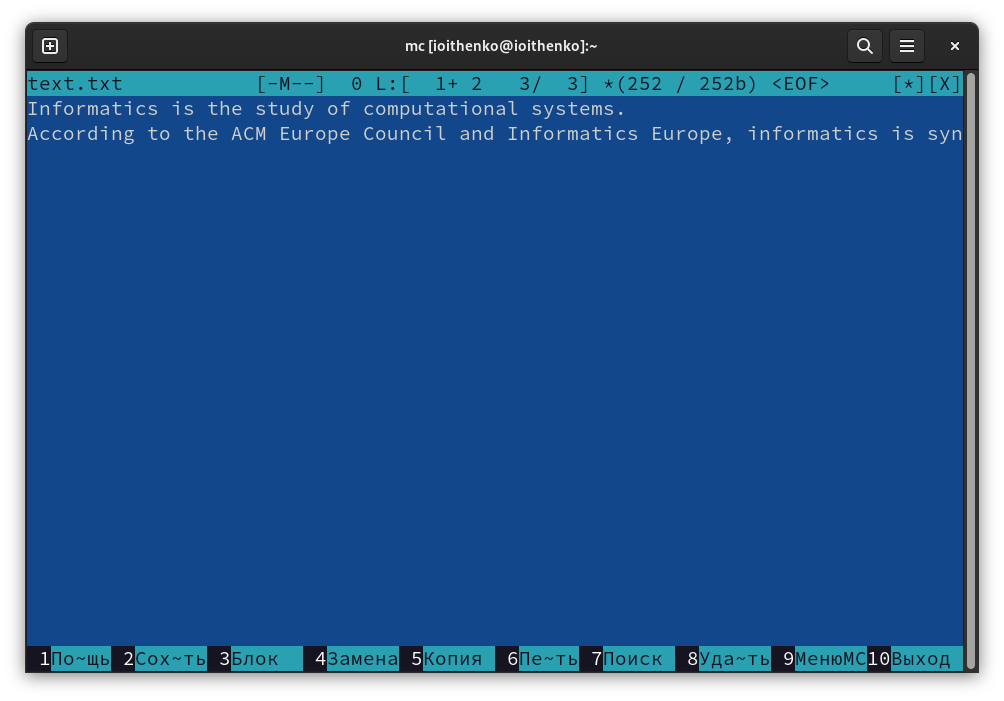 mc [ioithenko@ioithenko]:~
text.txt [-M--] 0 L:[ 1+ 2 3/ 3] *(252 / 252b) <EOF> [*][X]
Informatics is the study of computational systems.
According to the ACM Europe Council and Informatics Europe, informatics is syn
1По~щь 2Сох~ть 3Блок 4Замена 5Копия 6Пе~ть 7Поиск 8Уда~ть 9МенюMC10Выход